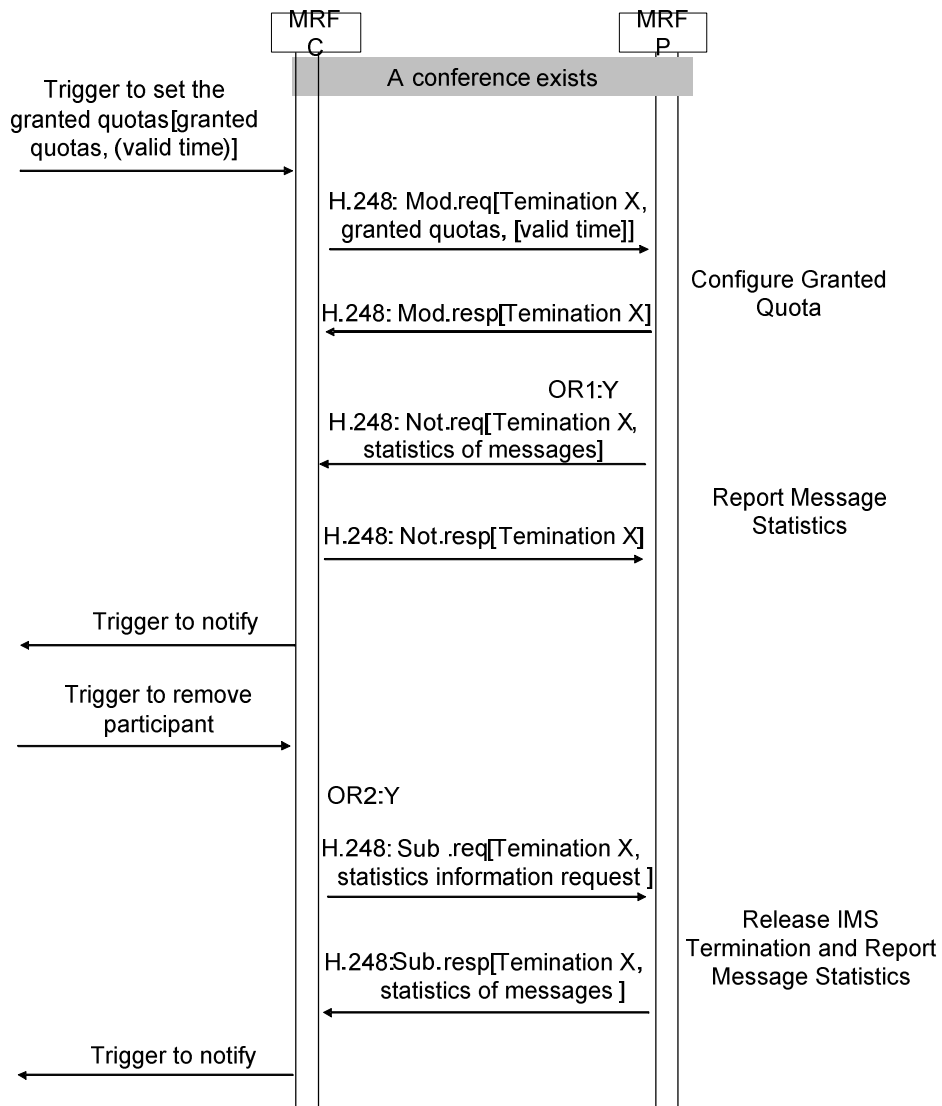 MRF
C
MRF
P
A conference exists
Trigger to set the
granted quotas[granted
quotas, (valid time)]
H.248: Mod.req[Temination X,
granted quotas, [valid time]]
Configure Granted
Quota
H.248: Mod.resp[Temination X]
OR1:Y
H.248: Not.req[Temination X,
statistics of messages]
Report Message
Statistics
H.248: Not.resp[Temination X]
Trigger to notify
Trigger to remove
participant
OR2:Y
H.248: Sub .req[Temination X,
statistics information request ]
Release IMS
Termination and Report
Message Statistics
H.248:Sub.resp[Temination X,
statistics of messages ]
Trigger to notify